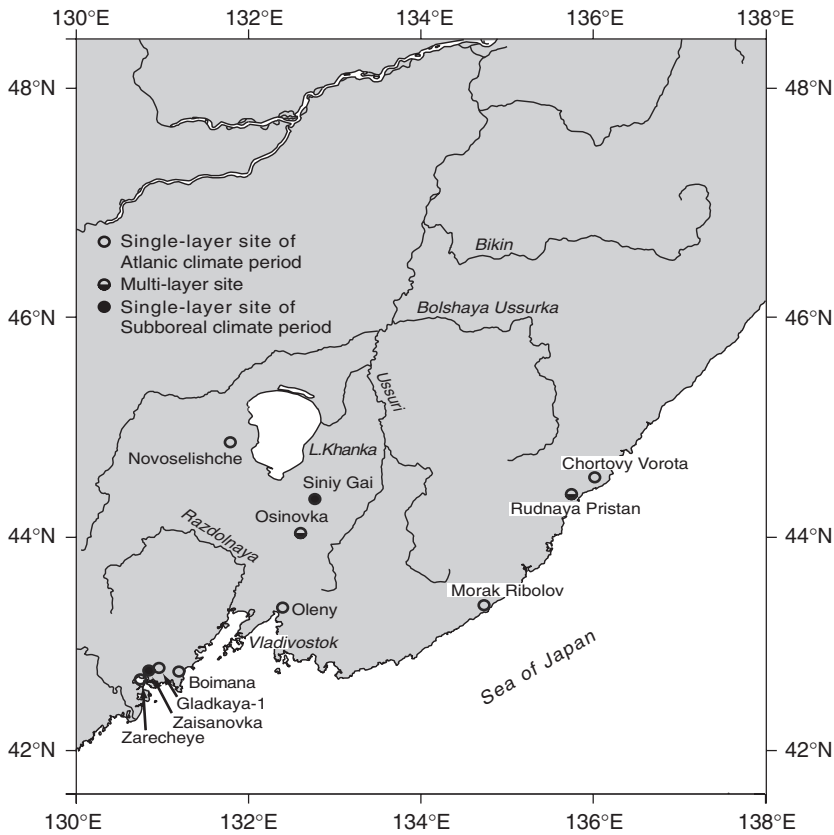 130°E 132°E 134°E 136°E 138°E
48°N 48°N
Single-layer site of
Atlanic climate period
Multi-layer site
Single-layer site of
Subboreal climate period
Bikin
46°N 46°N
Bolshaya Ussurka
Ussuri
L.Khanka
Novoselishche
Siniy Gai
Osinovka
Chortovy Vorota
Rudnaya Pristan
44°N 44°N
Razdolnaya
Morak Ribolov
Oleny
Vladivostok
Sea of Japan
Boimana
Gladkaya-1
Zaisanovka
Zarecheye
42°N 42°N
130°E 132°E 134°E 136°E 138°E